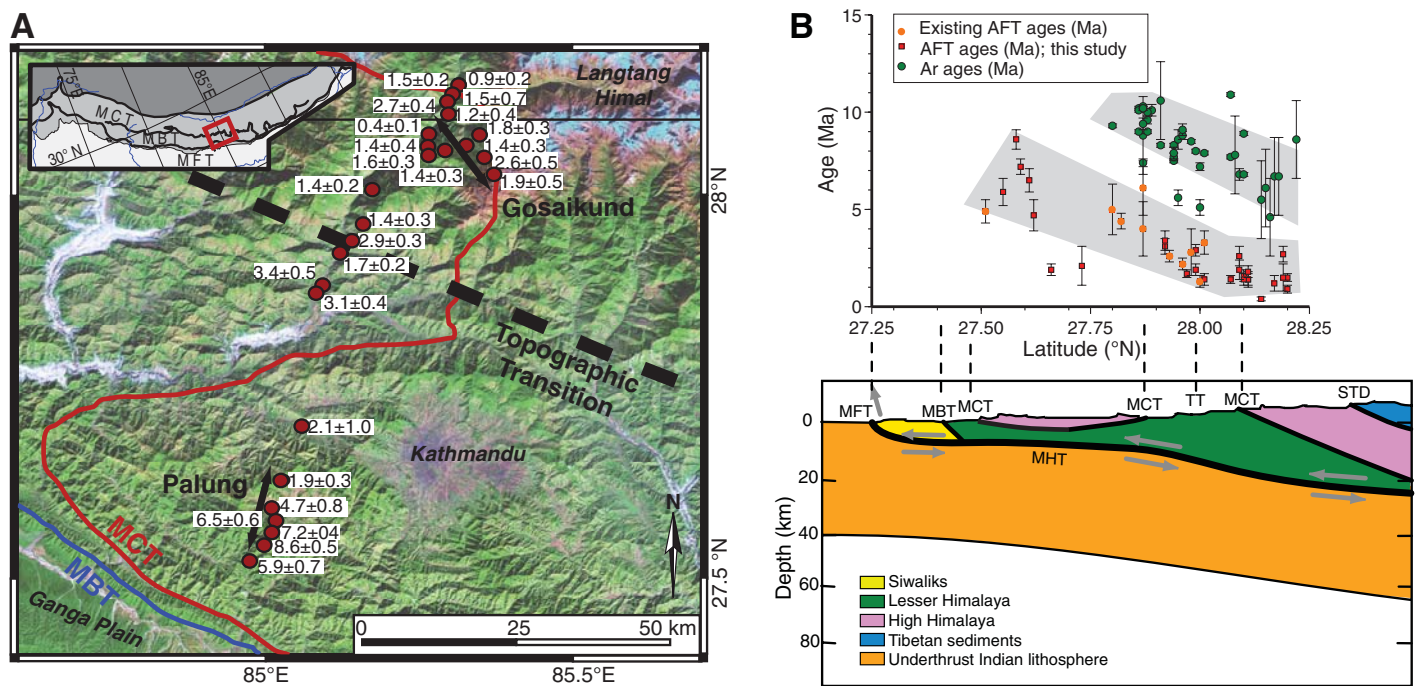 A
75°E
85°E
MCT
MB
MFT
30° N
Langtang
Himal
1.5±0.2
0.9±0.2
1.5±0.7
2.7±0.4
1.2±0.4
0.4±0.1
1.8±0.3
1.4±0.4
1.4±0.3
1.6±0.3
2.6±0.5
1.4±0.3
1.9±0.5
1.4±0.2
Gosaikund
1.4±0.3
2.9±0.3
1.7±0.2
3.4±0.5
3.1±0.4
Topographic
Transition
2.1±1.0
Kathmandu
Palung
1.9±0.3
4.7±0.8
6.5±0.6
7.2±04
8.6±0.5
5.9±0.7
MCT
MBT
Ganga Plain
N
0 25 50 km
85°E 85.5°E
28°N
27.5 °N
B
Existing AFT ages (Ma)
AFT ages (Ma); this study
Ar ages (Ma)
Age (Ma)
15
10
5
0
27.25 27.50 27.75 28.00 28.25
Latitude (°N)
MFT MBT MCT MCT TT MCT STD
MHT
Depth (km)
0
20
40
60
80
Siwaliks
Lesser Himalaya
High Himalaya
Tibetan sediments
Underthrust Indian lithosphere